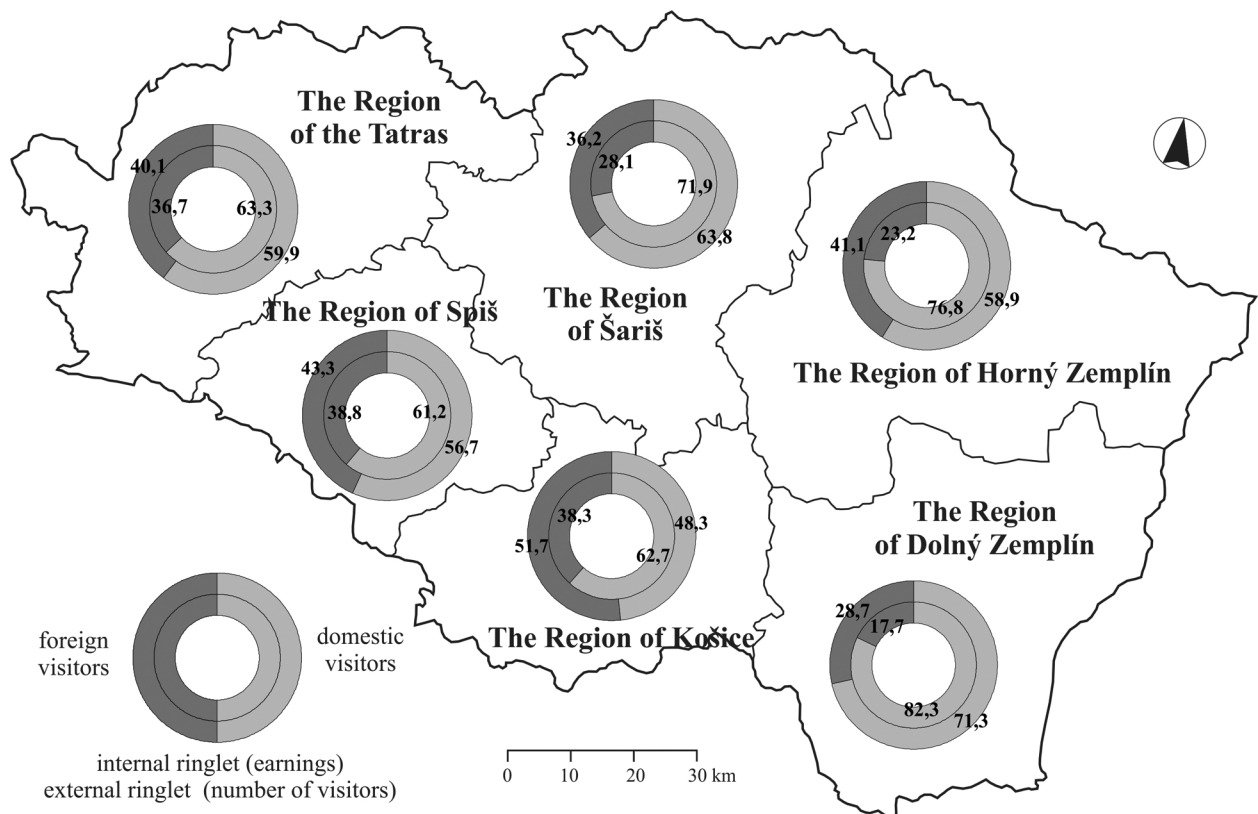 The Region
of the Tatras
40,1
36,7
63,3
59,9
36,2
28,1
71,9
63,8
The Region
of Šariš
41,1
23,2
76,8
58,9
The Region of Horný Zemplín
The Region of Spiš
43,3
38,8
61,2
56,7
38,3
51,7
48,3
62,7
The Region of Košice
The Region
of Dolný Zemplín
28,7
17,7
82,3
71,3
foreign
visitors
domestic
visitors
internal ringlet (earnings)
external ringlet (number of visitors)
0 10 20 30 km